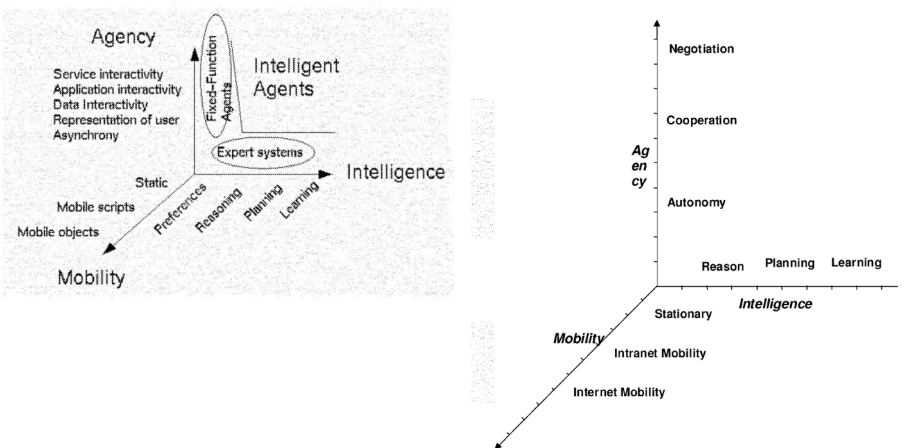 Agency
Service interactivity
Application interactivity
Data Interactivity
Representation of user
Asynchrony
Fixed-Function
Agents
Intelligent
Agents
Expert systems
Intelligence
Static
Mobile scripts
Mobile objects
Mobility
Preferences
Reasoning
Planning
Learning
Negotiation
Cooperation
Ag
en
cy
Autonomy
Reason
Planning
Learning
Intelligence
Stationary
Mobility
Intranet Mobility
Internet Mobility